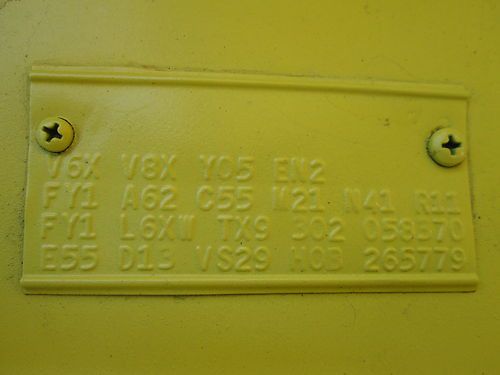 V6X V8X Y05 EN2
FY1 A62 C55 M21 N41 R11
FY1 L6XW TX9 302 058370
E55 D13 VS29 H0B 265779